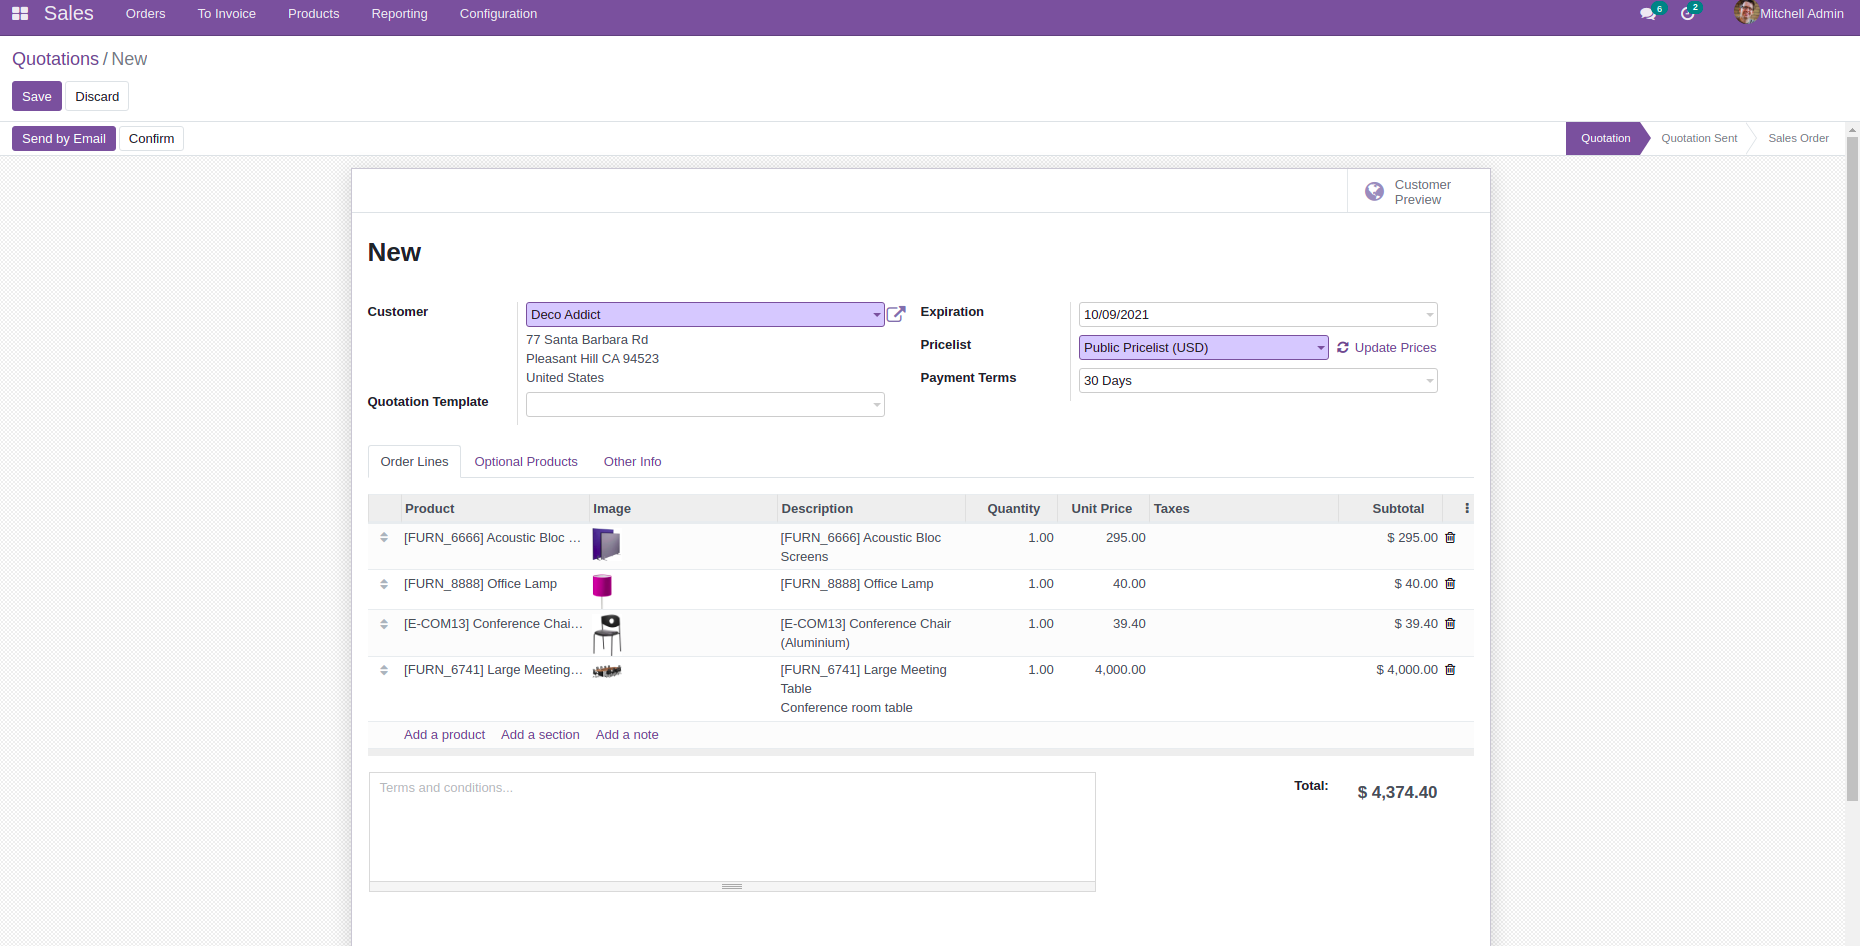 Sales Orders To Invoice Products Reporting Configuration 6 2 Mitchell Admin
Quotations / New
Save Discard
Send by Email Confirm Quotation Quotation Sent Sales Order
Customer
Preview
New
Customer Deco Addict Expiration 10/09/2021
77 Santa Barbara Rd Pricelist Public Pricelist (USD) Update Prices
Pleasant Hill CA 94523
United States Payment Terms 30 Days
Quotation Template
Order Lines Optional Products Other Info
Product Image Description Quantity Unit Price Taxes Subtotal
[FURN_6666] Acoustic Bloc ... [FURN_6666] Acoustic Bloc 1.00 295.00 $ 295.00
Screens
[FURN_8888] Office Lamp [FURN_8888] Office Lamp 1.00 40.00 $ 40.00
[E-COM13] Conference Chai... [E-COM13] Conference Chair 1.00 39.40 $ 39.40
(Aluminium)
[FURN_6741] Large Meeting... [FURN_6741] Large Meeting 1.00 4,000.00 $ 4,000.00
Table
Conference room table
Add a product Add a section Add a note
Terms and conditions... Total: $ 4,374.40